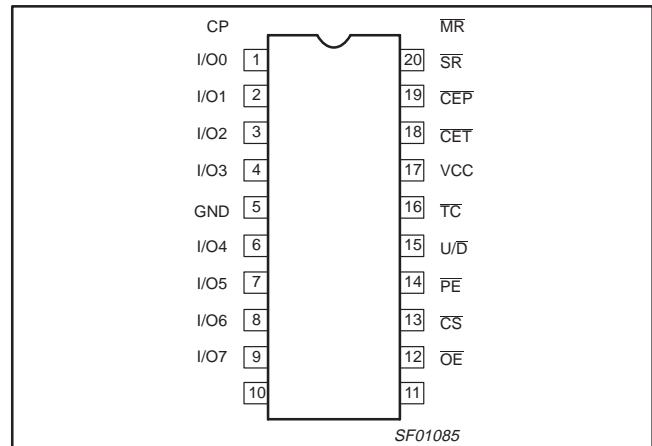 CP MR
I/O0 1 20 SR
I/O1 2 19 CEP
I/O2 3 18 CET
I/O3 4 17 VCC
GND 5 16 TC
I/O4 6 15 U/D
I/O5 7 14 PE
I/O6 8 13 CS
I/O7 9 12 OE
10 11
SF01085